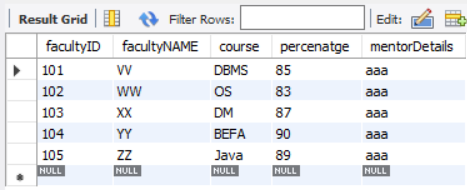 Result Grid Filter Rows: Edit:
facultyID facultyNAME course percenatge mentorDetails
101 VV DBMS 85 aaa
102 WW OS 83 aaa
103 XX DM 87 aaa
104 YY BEFA 90 aaa
105 ZZ Java 89 aaa
NULL NULL NULL NULL NULL